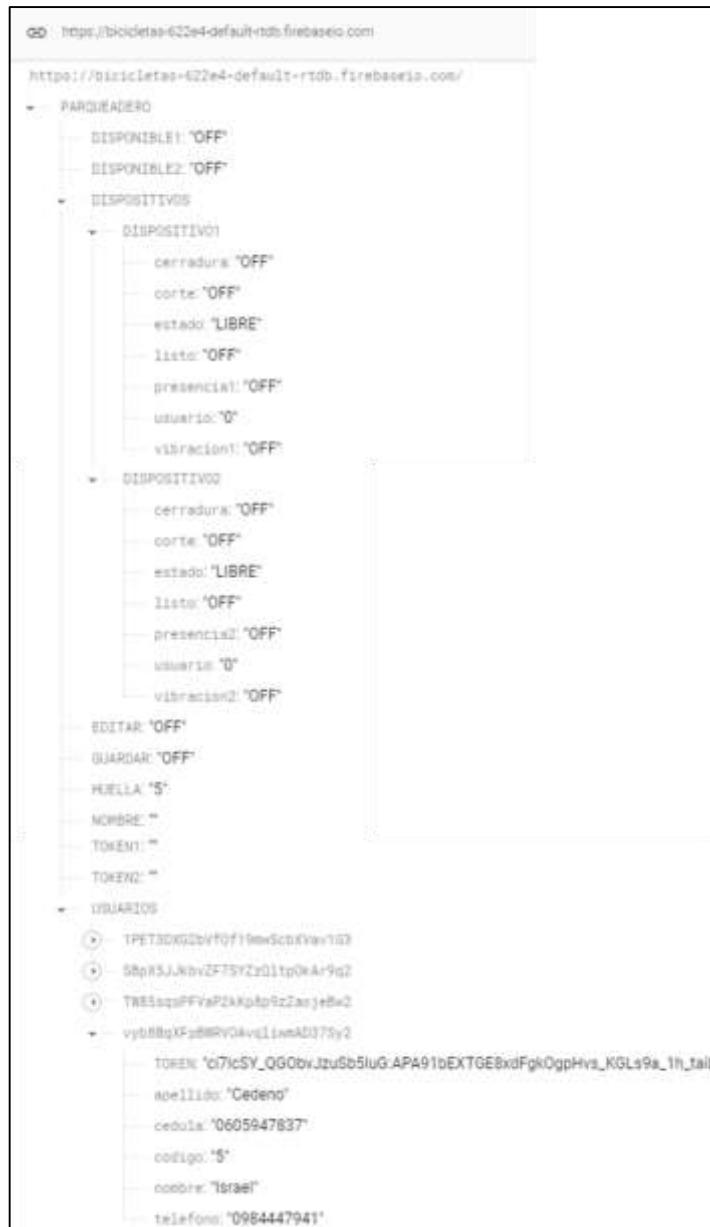 https://bicicletas-622e4-default-rtdb.firebaseio.com
https://bicicletas-622e4-default-rtdb.firebaseio.com/
PARQUEADERO
DISPONIBLE1: "OFF"
DISPONIBLE2: "OFF"
DISPOSITIVOS
DISPOSITIVO1
cerradura: "OFF"
corte: "OFF"
estado: "LIBRE"
listo: "OFF"
presencia1: "OFF"
usuario: "0"
vibracion1: "OFF"
DISPOSITIVO2
cerradura: "OFF"
corte: "OFF"
estado: "LIBRE"
listo: "OFF"
presencia2: "OFF"
usuario: "0"
vibracion2: "OFF"
EDITAR: "OFF"
GUARDAR: "OFF"
HUELLA: "5"
NOMBRE: ""
TOKEN1: ""
TOKEN2: ""
USUARIOS
TOKEN:
apellido: "Cedeno"
cedula: "0605947837"
codigo: "5"
nombre: "Israel"
telefono: "0984447941"